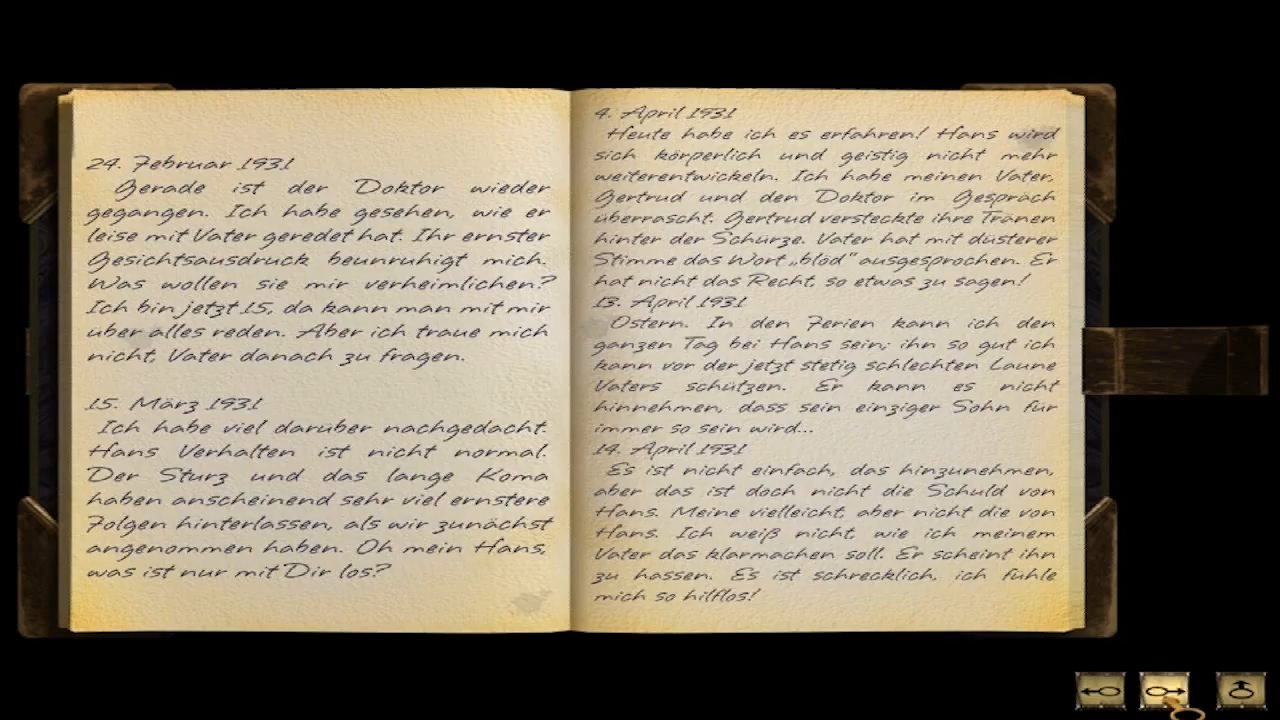 24. Februar 1931
Gerade ist der Doktor wieder
gegangen. Ich habe gesehen, wie er
leise mit Vater geredet hat. Ihr ernster
Gesichtsausdruck beunruhigt mich.
Was wollen sie mir verheimlichen?
Ich bin jetzt 15, da kann man mit mir
über alles reden. Aber ich traue mich
nicht, Vater danach zu fragen.
15. März 1931
Ich habe viel darüber nachgedacht.
Hans Verhalten ist nicht normal.
Der Sturz und das lange Koma
haben anscheinend sehr viel ernstere
Folgen hinterlassen, als wir zunächst
angenommen haben. Oh mein Hans,
was ist nur mit Dir los?
4. April 1931
Heute habe ich es erfahren! Hans wird
sich körperlich und geistig nicht mehr
weiterentwickeln. Ich habe meinen Vater,
Gertrud und den Doktor im Gespräch
überrascht. Gertrud versteckte ihre Tränen
hinter der Schürze. Vater hat mit düsterer
Stimme das Wort „blöd" ausgesprochen. Er
hat nicht das Recht, so etwas zu sagen!
13. April 1931
Ostern. In den Ferien kann ich den
ganzen Tag bei Hans sein; ihn so gut ich
kann vor der jetzt stetig schlechten Laune
Vaters schützen. Er kann es nicht
hinnehmen, dass sein einziger Sohn für
immer so sein wird...
14. April 1931
Es ist nicht einfach, das hinzunehmen,
aber das ist doch nicht die Schuld von
Hans. Meine vielleicht, aber nicht die von
Hans. Ich weiß nicht, wie ich meinem
Vater das klarmachen soll. Er scheint ihn
zu hassen. Es ist schrecklich, ich fühle
mich so hilflos!